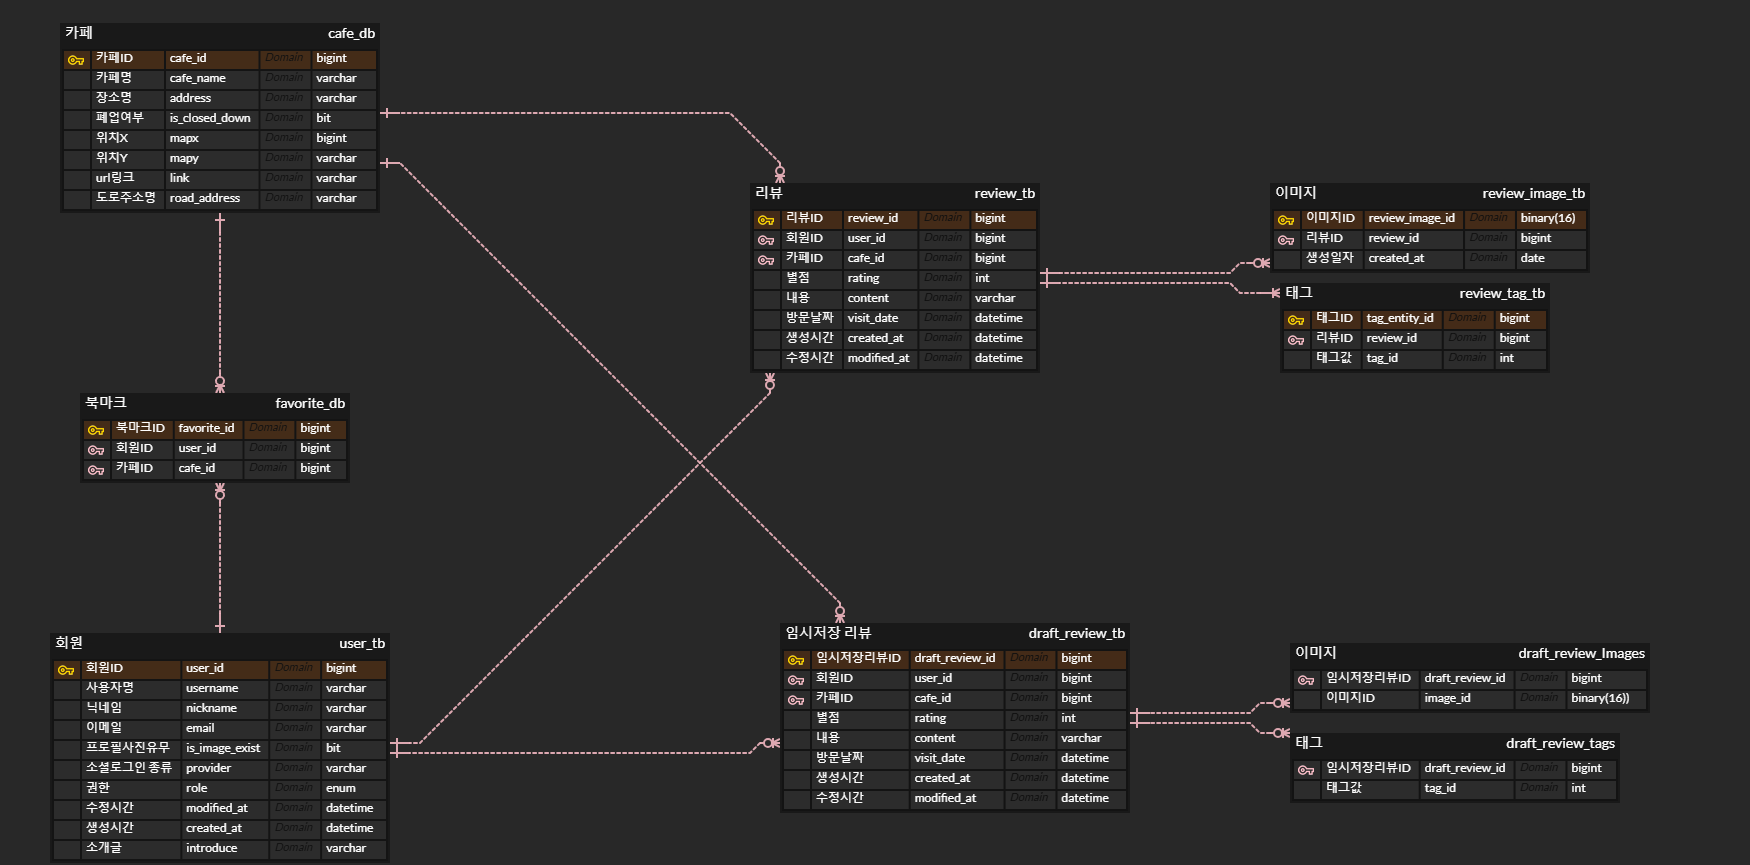 카페 cafe_db
카페ID cafe_id Domain bigint
카페명 cafe_name Domain varchar
장소명 address Domain varchar
폐업여부 is_closed_down Domain bit
위치X mapx Domain bigint
위치Y mapy Domain varchar
url링크 link Domain varchar
도로주소명 road_address Domain varchar
리뷰 review_tb
리뷰ID review_id Domain bigint
회원ID user_id Domain bigint
카페ID cafe_id Domain bigint
별점 rating Domain int
내용 content Domain varchar
방문날짜 visit_date Domain datetime
생성시간 created_at Domain datetime
수정시간 modified_at Domain datetime
이미지 review_image_tb
이미지ID review_image_id Domain binary(16)
리뷰ID review_id Domain bigint
생성일자 created_at Domain date
태그 review_tag_tb
태그ID tag_entity_id Domain bigint
리뷰ID review_id Domain bigint
태그값 tag_id Domain int
북마크 favorite_db
북마크ID favorite_id Domain bigint
회원ID user_id Domain bigint
카페ID cafe_id Domain bigint
회원 user_tb
회원ID user_id Domain bigint
사용자명 username Domain varchar
닉네임 nickname Domain varchar
이메일 email Domain varchar
프로필사진유무 is_image_exist Domain bit
소셜로그인 종류 provider Domain varchar
권한 role Domain enum
수정시간 modified_at Domain datetime
생성시간 created_at Domain datetime
소개글 introduce Domain varchar
임시저장 리뷰 draft_review_tb
임시저장리뷰ID draft_review_id Domain bigint
회원ID user_id Domain bigint
카페ID cafe_id Domain bigint
별점 rating Domain int
내용 content Domain varchar
방문날짜 visit_date Domain datetime
생성시간 created_at Domain datetime
수정시간 modified_at Domain datetime
이미지 draft_review_Images
임시저장리뷰ID draft_review_id Domain bigint
이미지ID image_id Domain binary(16))
태그 draft_review_tags
임시저장리뷰ID draft_review_id Domain bigint
태그값 tag_id Domain int